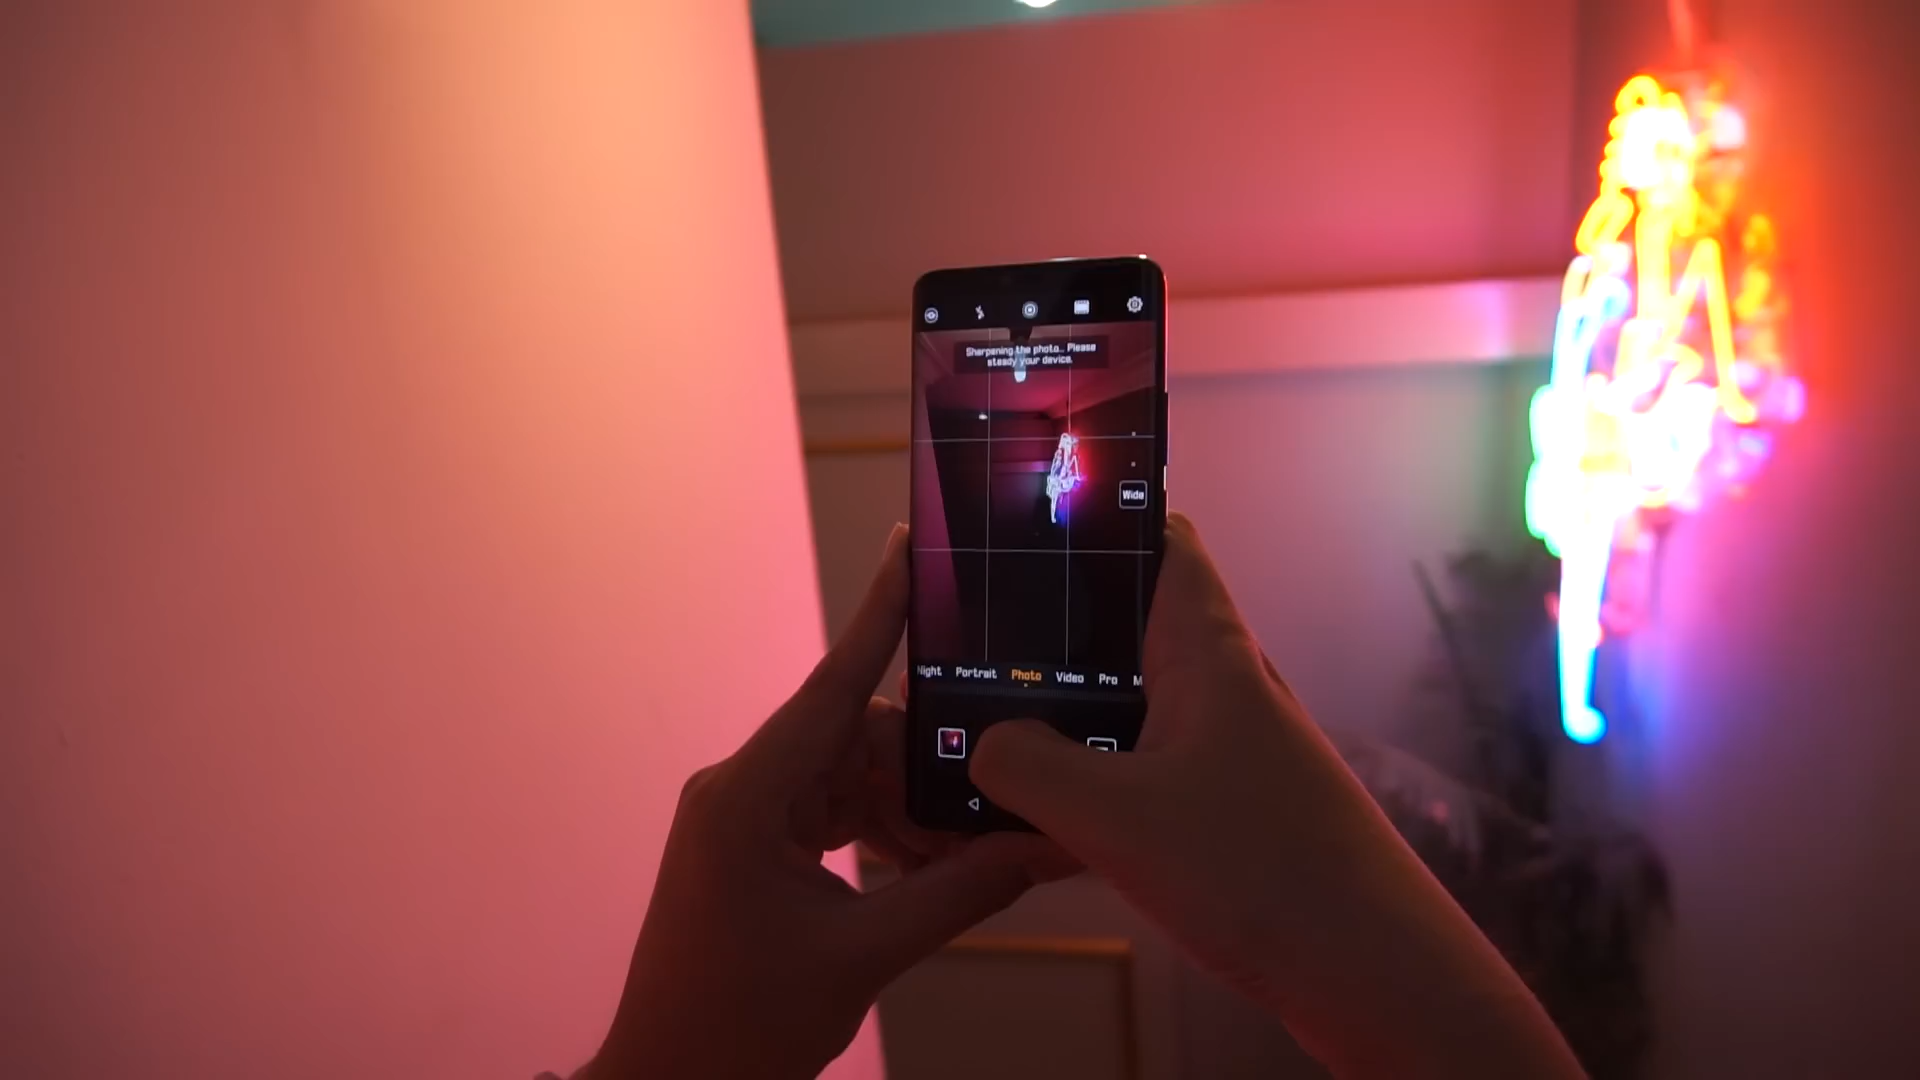 Sharpening the photo... Please
steady your device.
Wide
Night Portrait Photo Video Pro M